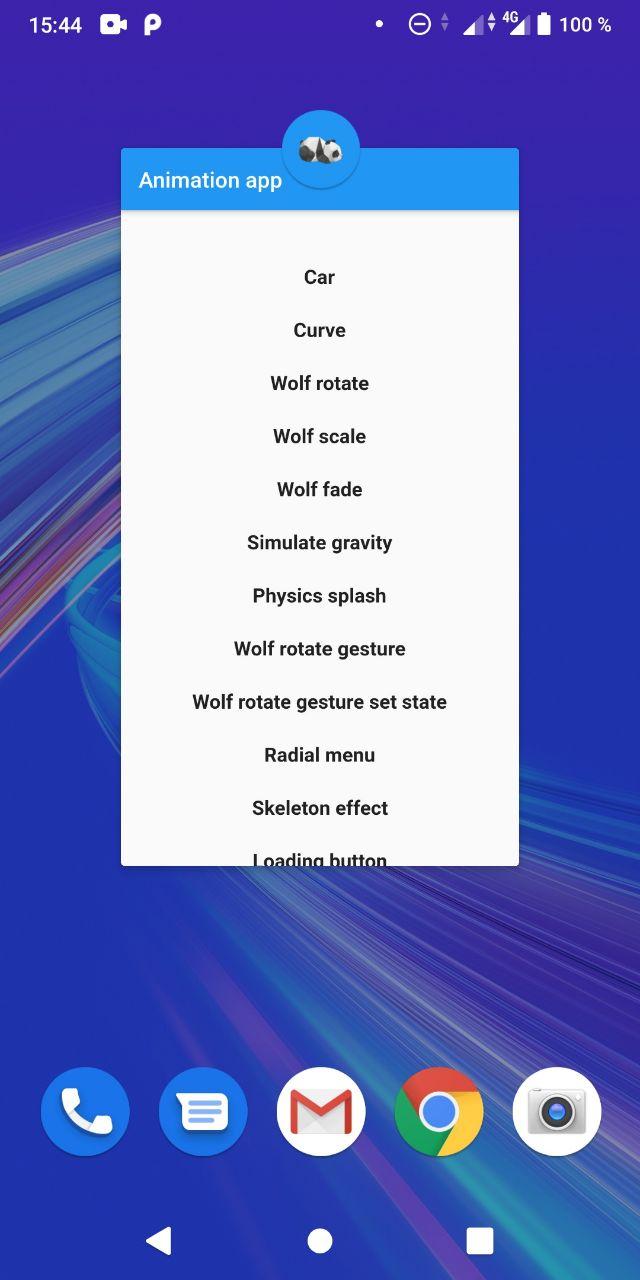 15:44
4G
100 %
Animation app
Car
Curve
Wolf rotate
Wolf scale
Wolf fade
Simulate gravity
Physics splash
Wolf rotate gesture
Wolf rotate gesture set state
Radial menu
Skeleton effect
Loading button